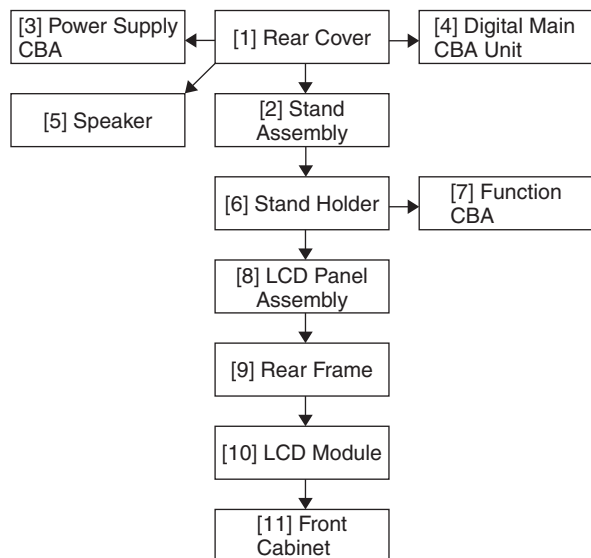 [3] Power Supply
CBA
[1] Rear Cover
[4] Digital Main
CBA Unit
[5] Speaker
[2] Stand
Assembly
[6] Stand Holder
[7] Function
CBA
[8] LCD Panel
Assembly
[9] Rear Frame
[10] LCD Module
[11] Front
Cabinet